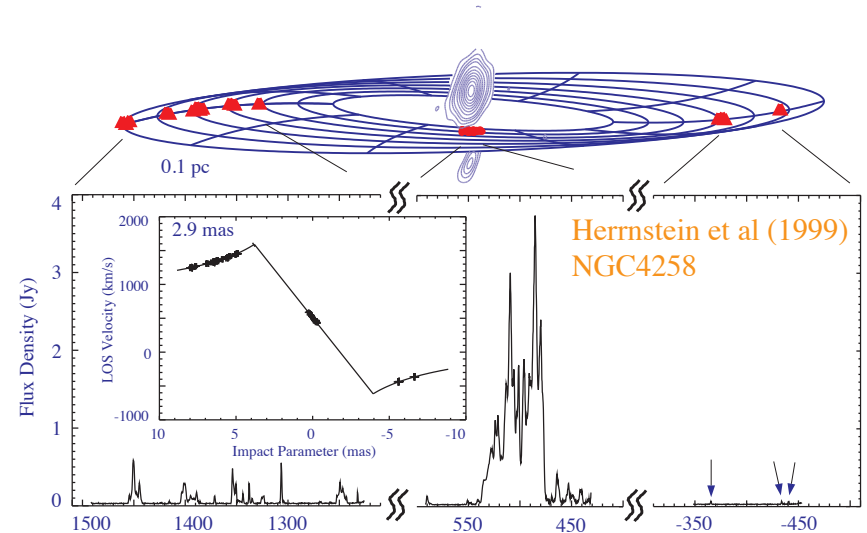 0.1 pc
Herrnstein et al (1999)
NGC4258
2.9 mas
Flux Density (Jy)
4
3
2
1
0
LOS Velocity (km/s)
2000
1000
0
-1000
10 5 0 -5 -10
Impact Parameter (mas)
1500 1400 1300 550 450 -350 -450